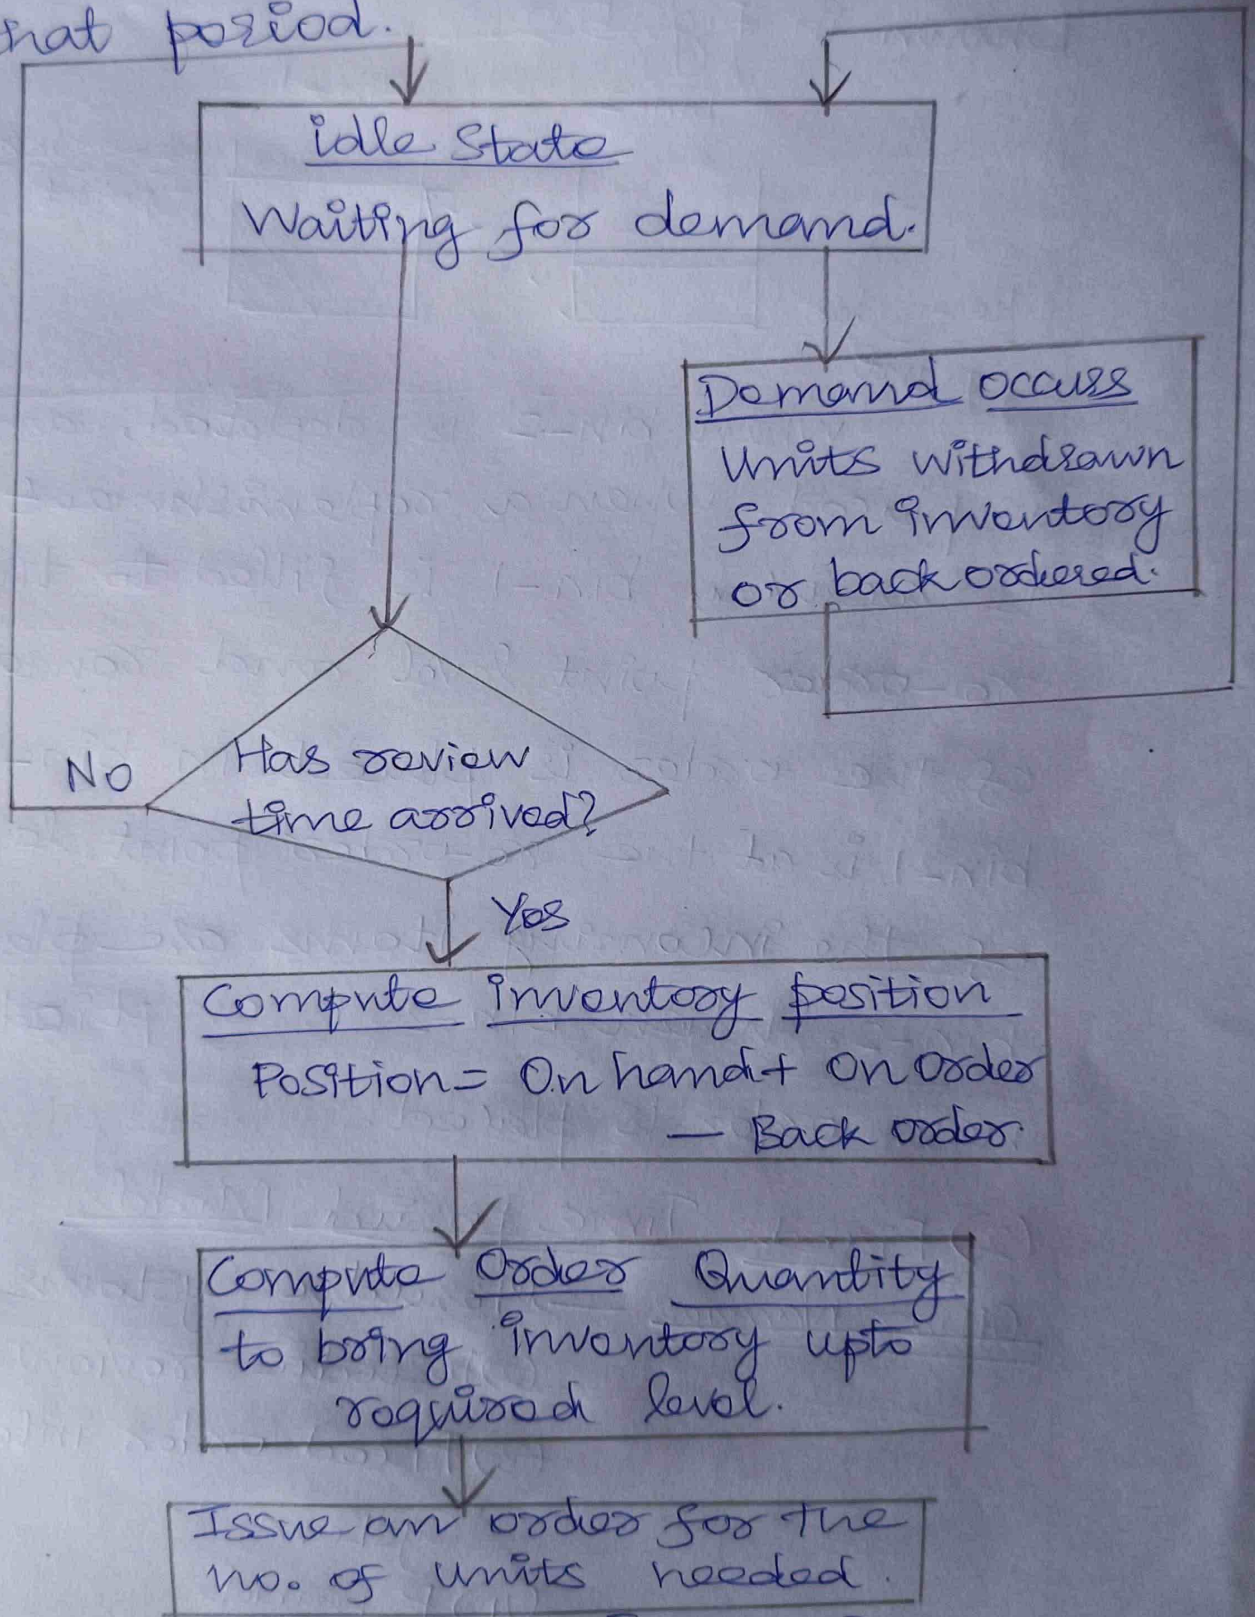 that period.
idle State
Waiting for demand.
Demand occurs
Units withdrawn
from inventory
or back ordered.
Has review
time arrived?
No
Yes
Compute inventory position
Position = On hand + On Order
— Back order.
Compute Order Quantity
to bring inventory upto
required level.
Issue an order for the
no. of units needed.